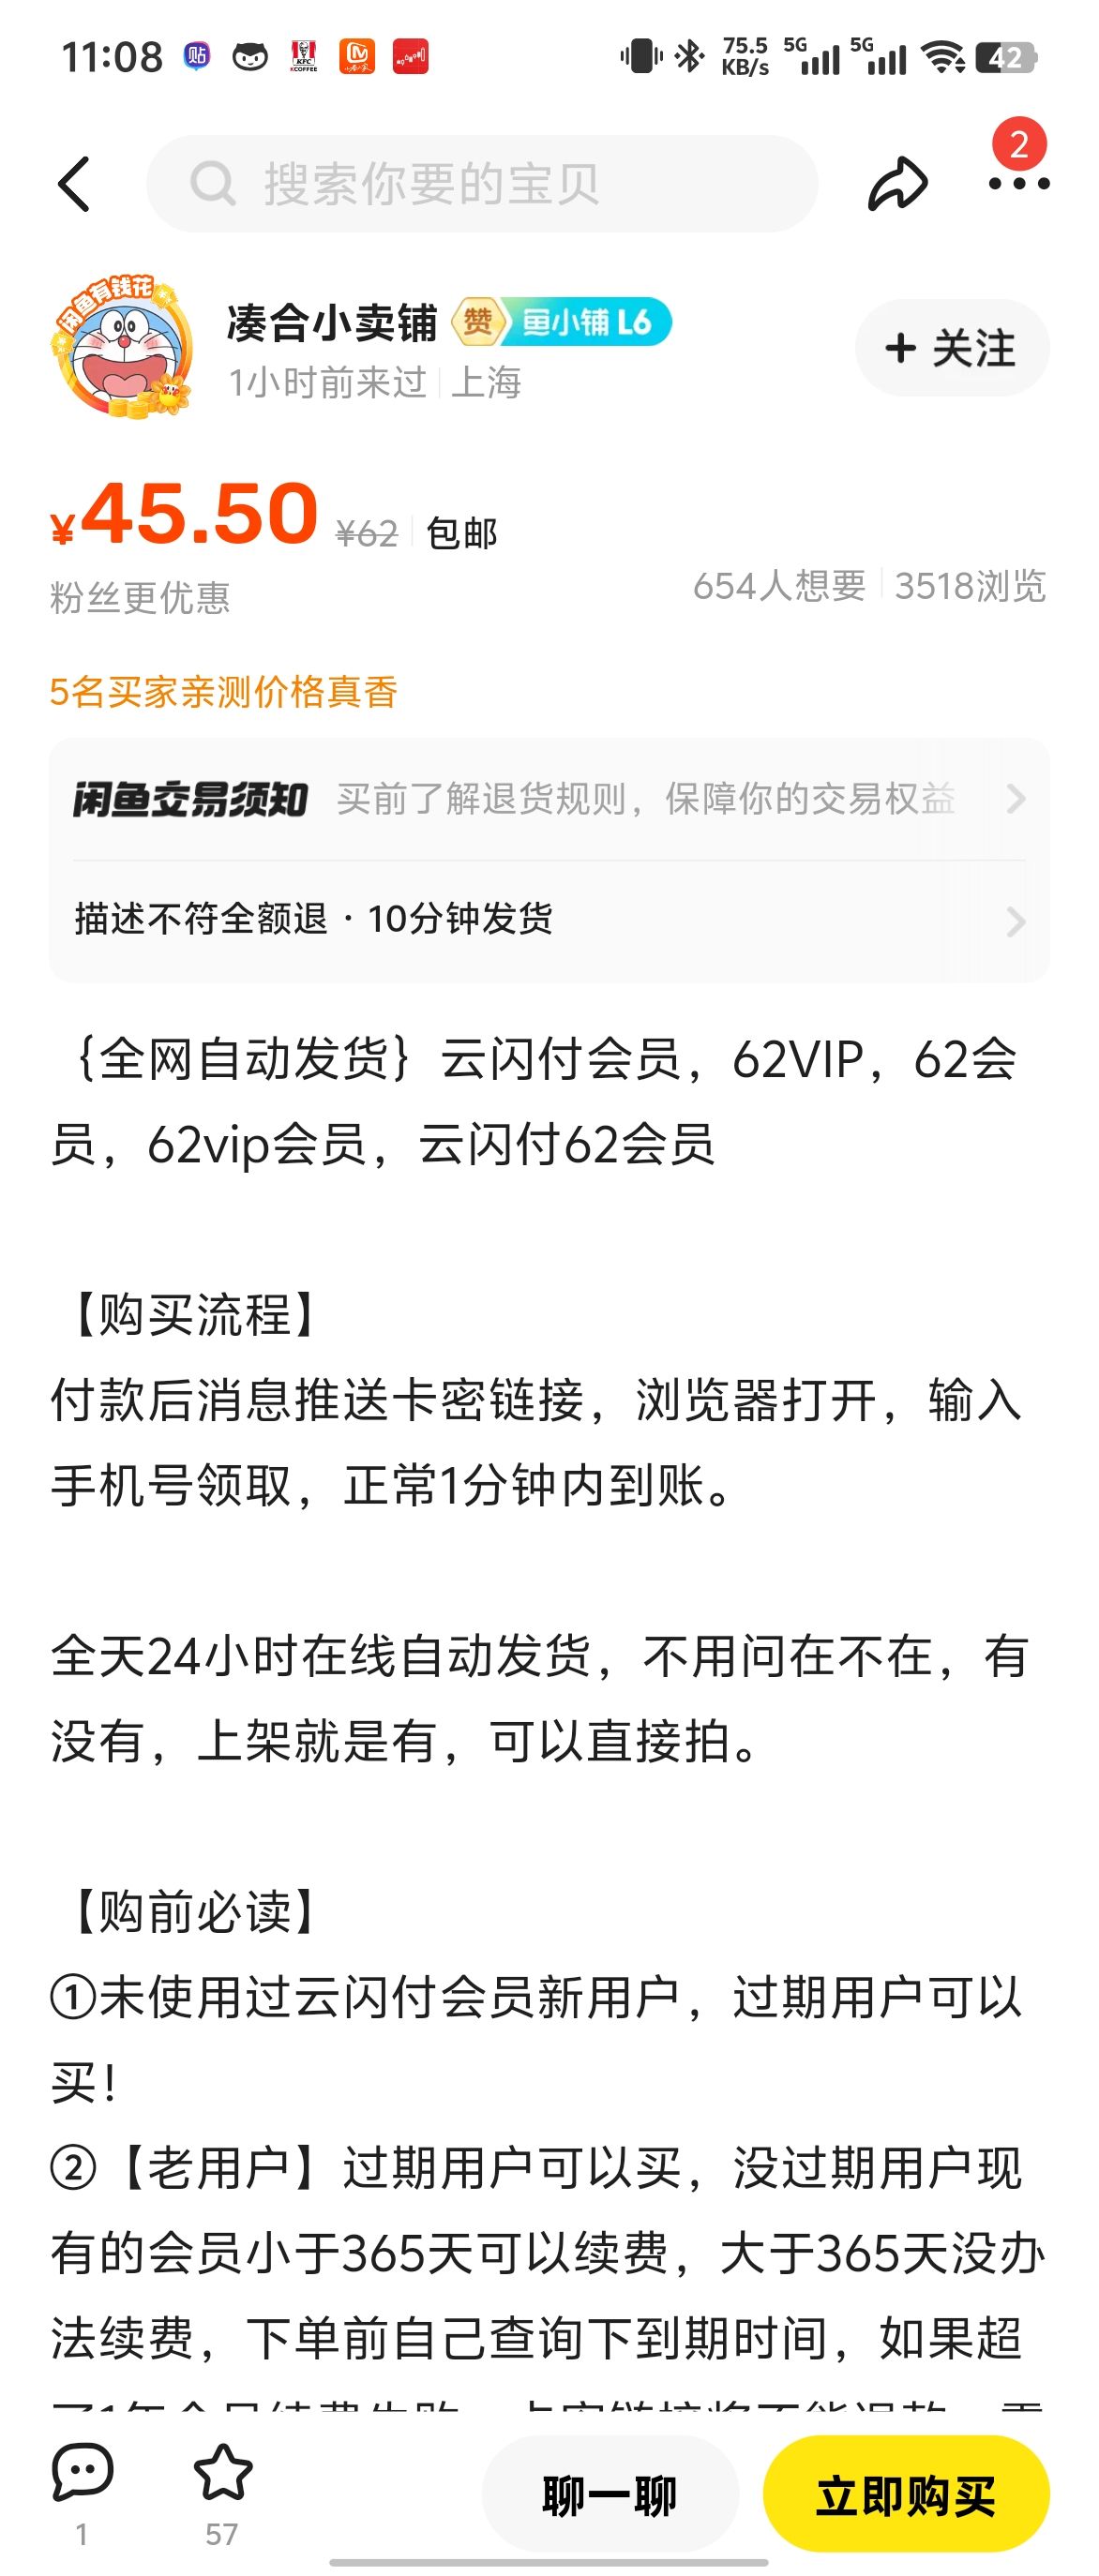 11:08
贴
KFC
KCOFFEE
75.5
KB/s
5G
5G
42
搜索你要的宝贝
2
闲鱼有钱花
凑合小卖铺
赞
鱼小铺 L6
1小时前来过
上海
+ 关注
¥45.50
¥62
包邮
粉丝更优惠
654人想要
3518浏览
5名买家亲测价格真香
闲鱼交易须知
买前了解退货规则，保障你的交易权益
描述不符全额退 · 10分钟发货
｛全网自动发货｝云闪付会员，62VIP，62会
员，62vip会员，云闪付62会员
【购买流程】
付款后消息推送卡密链接，浏览器打开，输入
手机号领取，正常1分钟内到账。
全天24小时在线自动发货，不用问在不在，有
没有，上架就是有，可以直接拍。
【购前必读】
①未使用过云闪付会员新用户，过期用户可以
买！
②【老用户】过期用户可以买，没过期用户现
有的会员小于365天可以续费，大于365天没办
法续费，下单前自己查询下到期时间，如果超
1
57
聊一聊
立即购买